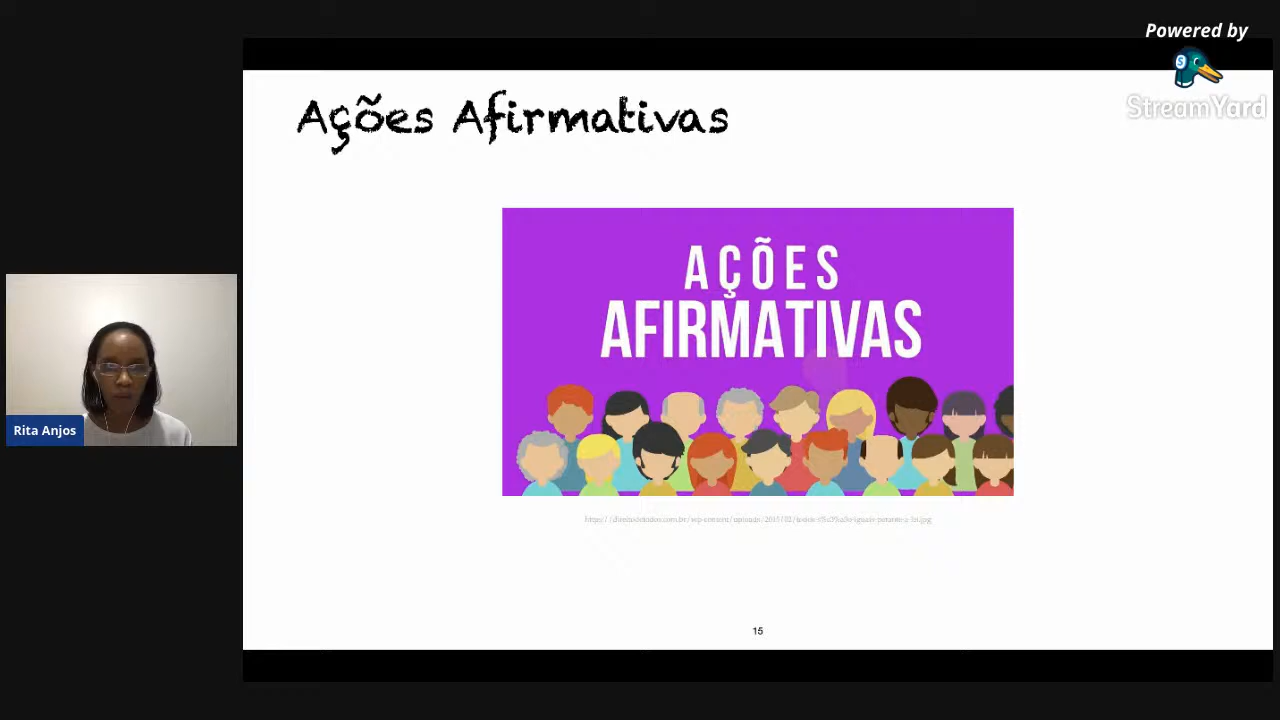 Powered by
StreamYard
Ações Afirmativas
AÇÕES
AFIRMATIVAS
Rita Anjos
15